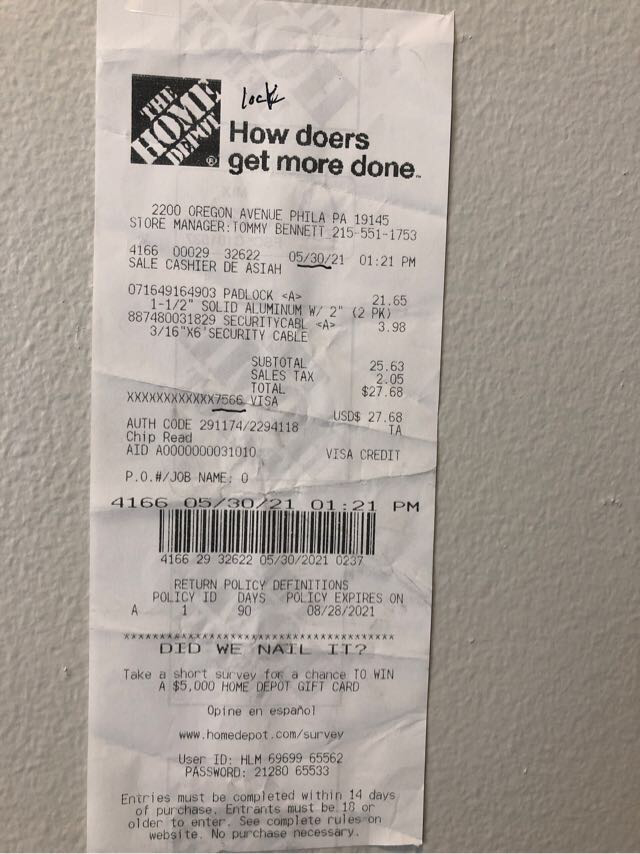 lock
THE
HOME
DEPOT
®
How doers
get more done™
2200 OREGON AVENUE PHILA PA 19145
STORE MANAGER:TOMMY BENNETT 215-551-1753
4166 00029 32622 05/30/21 01:21 PM
SALE CASHIER DE ASIAH
071649164903 PADLOCK <A> 21.65
1-1/2" SOLID ALUMINUM W/ 2" (2 PK)
887480031829 SECURITYCABL <A> 3.98
3/16"X6'SECURITY CABLE
SUBTOTAL 25.63
SALES TAX 2.05
TOTAL $27.68
XXXXXXXXXXXX7566 VISA
USD$ 27.68
AUTH CODE 291174/2294118 TA
Chip Read
AID A0000000031010 VISA CREDIT
P.O.#/JOB NAME: 0
4166 05/30/21 01:21 PM
4166 29 32622 05/30/2021 0237
RETURN POLICY DEFINITIONS
POLICY ID DAYS POLICY EXPIRES ON
A 1 90 08/28/2021
DID WE NAIL IT?
Take a short survey for a chance TO WIN
A $5,000 HOME DEPOT GIFT CARD
Opine en español
www.homedepot.com/survey
User ID: HLM 69699 65562
PASSWORD: 21280 65533
Entries must be completed within 14 days
of purchase. Entrants must be 18 or
older to enter. See complete rules on
website. No purchase necessary.